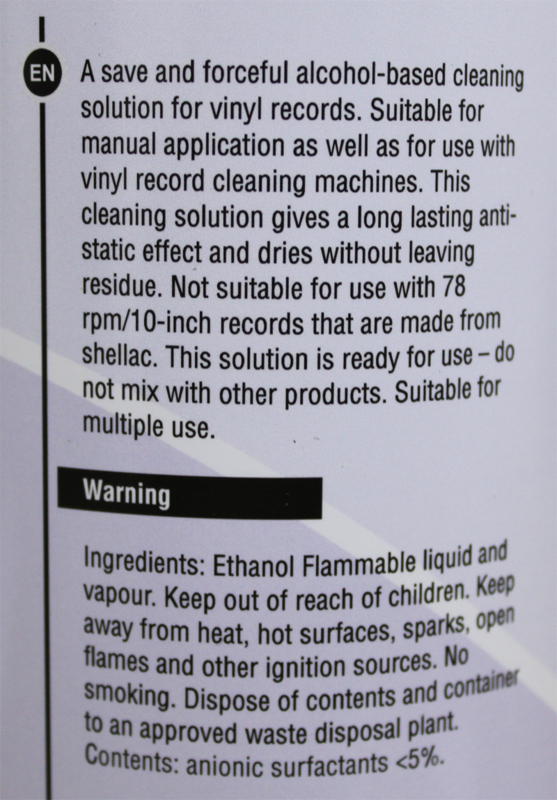 EN
A save and forceful alcohol-based cleaning
solution for vinyl records. Suitable for
manual application as well as for use with
vinyl record cleaning machines. This
cleaning solution gives a long lasting anti-
static effect and dries without leaving
residue. Not suitable for use with 78
rpm/10-inch records that are made from
shellac. This solution is ready for use – do
not mix with other products. Suitable for
multiple use.
Warning
Ingredients: Ethanol Flammable liquid and
vapour. Keep out of reach of children. Keep
away from heat, hot surfaces, sparks, open
flames and other ignition sources. No
smoking. Dispose of contents and container
to an approved waste disposal plant.
Contents: anionic surfactants <5%.